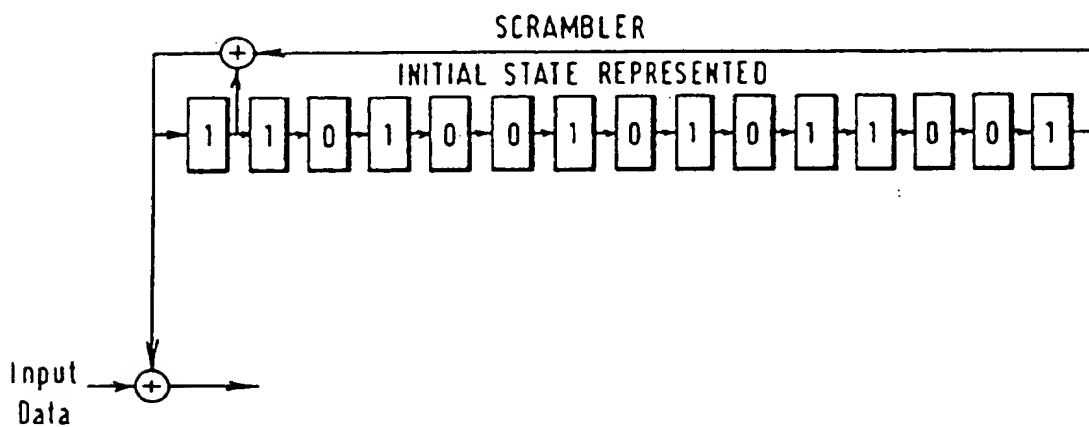 SCRAMBLER
INITIAL STATE REPRESENTED
1 1 0 1 0 0 1 0 1 0 1 1 0 0 1
Input
Data